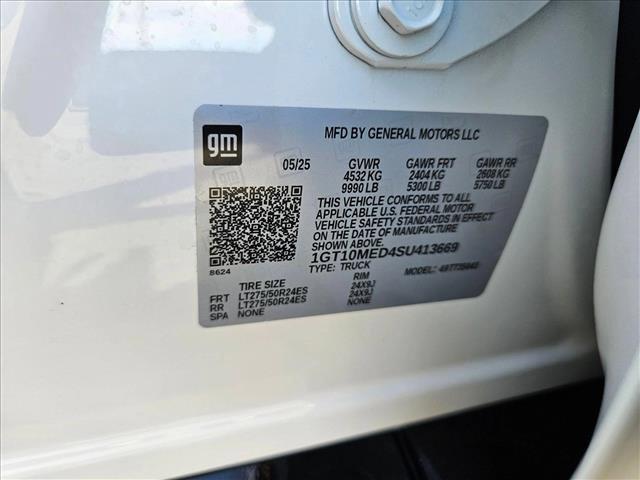 gm
MFD BY GENERAL MOTORS LLC
05/25 GVWR GAWR FRT GAWR RR
4532 KG 2404 KG 2608 KG
9990 LB 5300 LB 5750 LB
THIS VEHICLE CONFORMS TO ALL
APPLICABLE U.S. FEDERAL MOTOR
VEHICLE SAFETY STANDARDS IN EFFECT
ON THE DATE OF MANUFACTURE
SHOWN ABOVE.
1GT10MED4SU413669
TYPE: TRUCK MODEL:
8624
TIRE SIZE RIM
FRT LT275/50R24ES 24X9J
RR LT275/50R24ES 24X9J
SPA NONE NONE